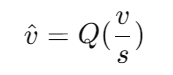 v̂ = Q(v/s)